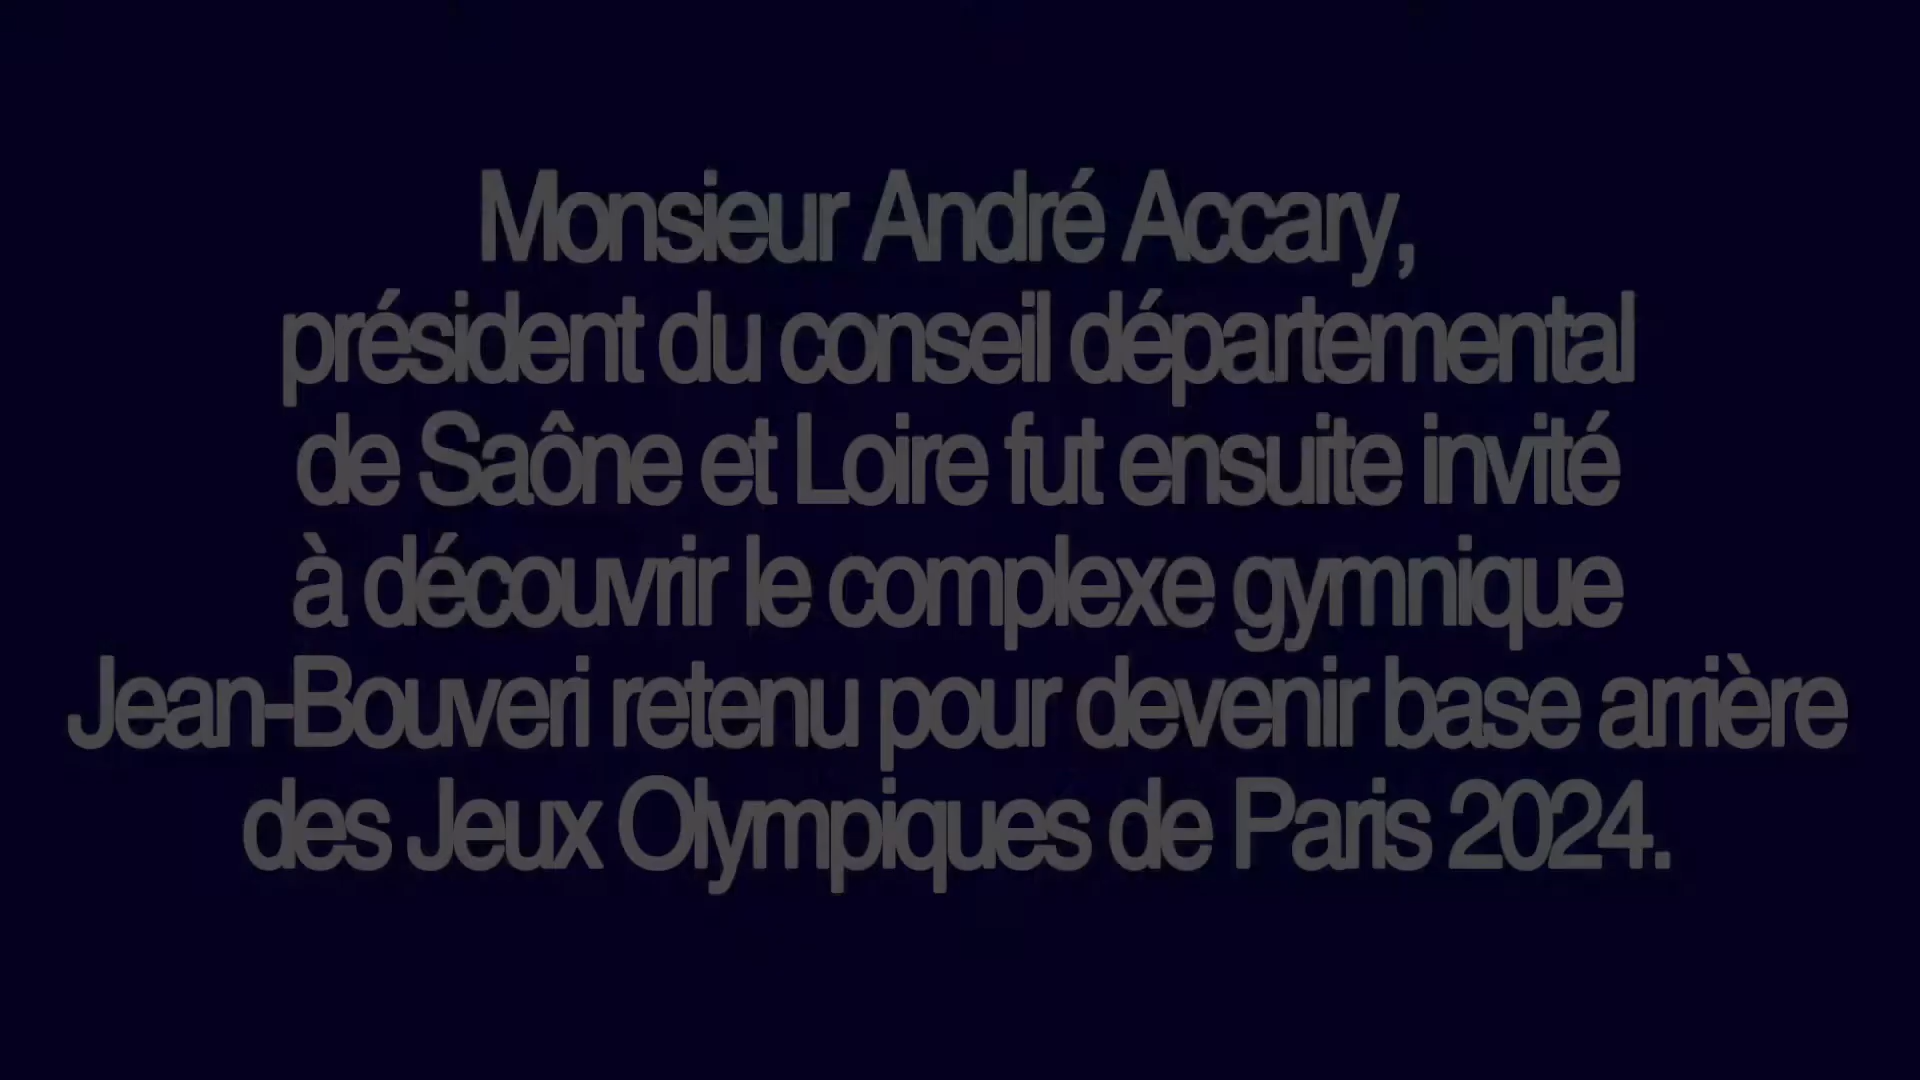 Monsieur André Accary,
président du conseil départemental
de Saône et Loire fut ensuite invité
à découvrir le complexe gymnique
Jean-Bouveri retenu pour devenir base arrière
des Jeux Olympiques de Paris 2024.